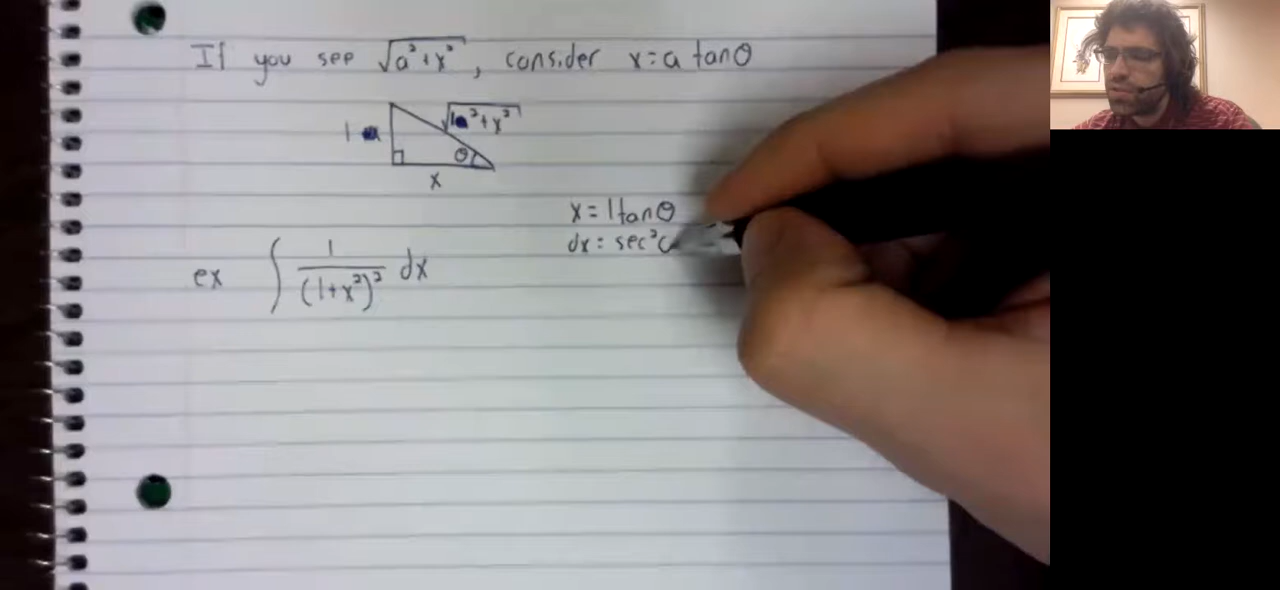 If you see √a²+x², consider x=a tanθ
1
√1²+x²
θ
x
x = 1tanθ
dx = sec²
ex ∫ 1/(1+x²)² dx